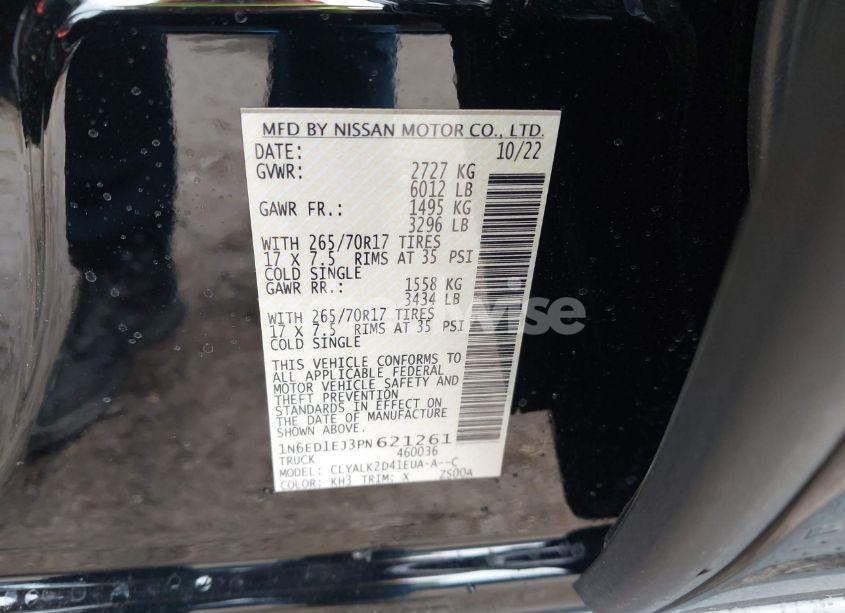 MFD BY NISSAN MOTOR CO., LTD.
DATE: 10/22
GVWR: 2727 KG
6012 LB
GAWR FR.: 1495 KG
3296 LB
WITH 265/70R17 TIRES
17 X 7.5 RIMS AT 35 PSI
COLD SINGLE
GAWR RR.: 1558 KG
3434 LB
WITH 265/70R17 TIRES
17 X 7.5 RIMS AT 35 PSI
COLD SINGLE
THIS VEHICLE CONFORMS TO
ALL APPLICABLE FEDERAL
MOTOR VEHICLE SAFETY AND
THEFT PREVENTION
STANDARDS IN EFFECT ON
THE DATE OF MANUFACTURE
SHOWN ABOVE.
1N6ED1EJ3PN621261
TRUCK 460036
MODEL: CLYALK2D41EUA-A--C
COLOR: KH3 TRIM: X ZS00A